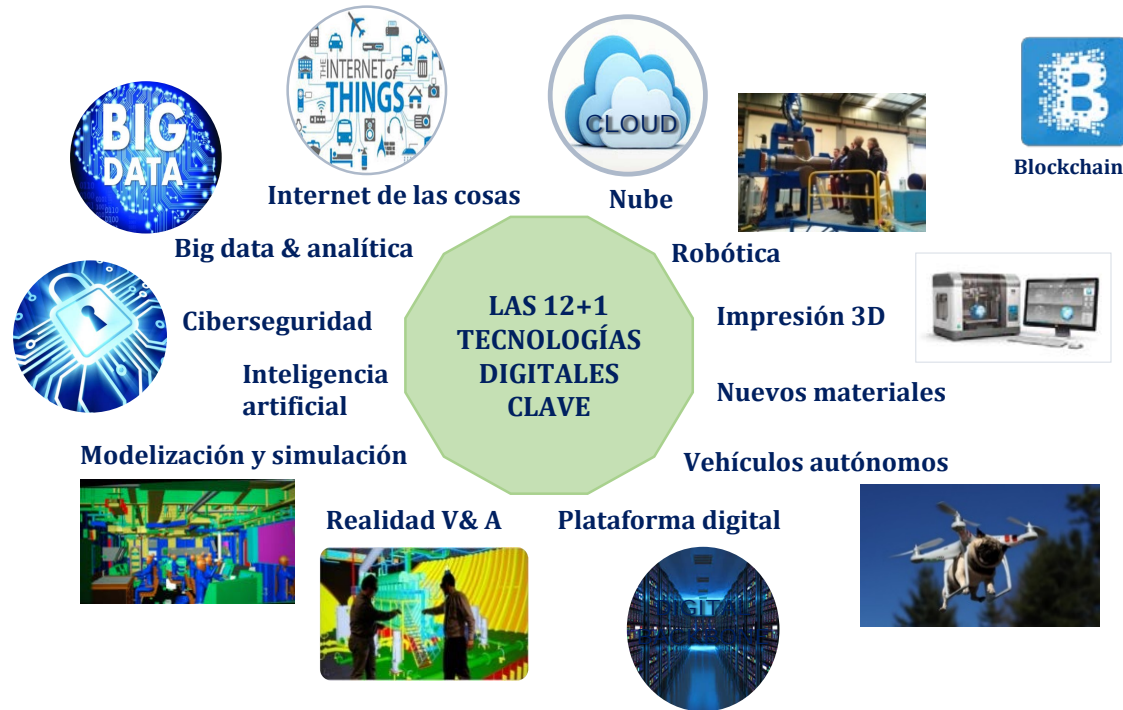 THE INTERNET of
THINGS
CLOUD
BIG
DATA
Blockchain
Internet de las cosas
Nube
Big data & analítica
Robótica
Ciberseguridad
Impresión 3D
LAS 12+1
TECNOLOGÍAS
DIGITALES
CLAVE
Inteligencia
artificial
Nuevos materiales
Modelización y simulación
Vehículos autónomos
Realidad V& A
Plataforma digital